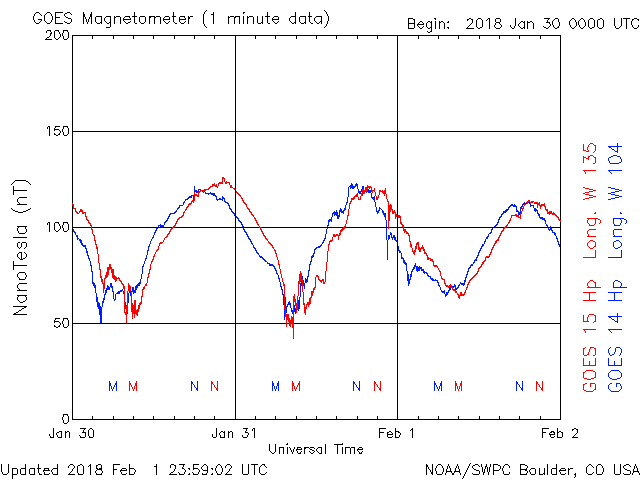 GOES Magnetometer (1 minute data)
Begin: 2018 Jan 30 0000 UTC
200
150
100
50
0
NanoTesla (nT)
M M N N M M N N M M N N
Jan 30 Jan 31 Feb 1 Feb 2
Universal Time
GOES 15 Hp Long. W 135
GOES 14 Hp Long. W 104
Updated 2018 Feb 1 23:59:02 UTC
NOAA/SWPC Boulder, CO USA